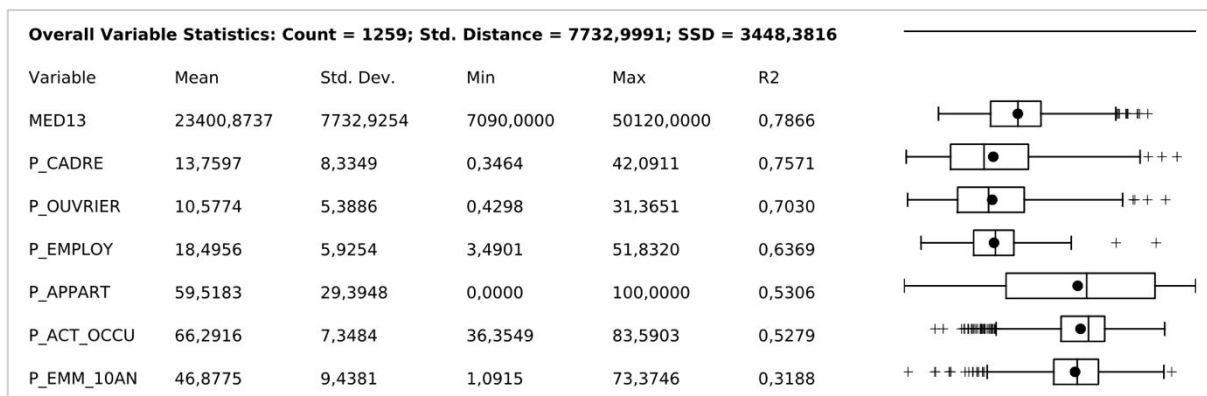 Overall Variable Statistics: Count = 1259; Std. Distance = 7732,9991; SSD = 3448,3816
Variable Mean Std. Dev. Min Max R2
MED13 23400,8737 7732,9254 7090,0000 50120,0000 0,7866
P_CADRE 13,7597 8,3349 0,3464 42,0911 0,7571
P_OUVRIER 10,5774 5,3886 0,4298 31,3651 0,7030
P_EMPLOY 18,4956 5,9254 3,4901 51,8320 0,6369
P_APPART 59,5183 29,3948 0,0000 100,0000 0,5306
P_ACT_OCCU 66,2916 7,3484 36,3549 83,5903 0,5279
P_EMM_10AN 46,8775 9,4381 1,0915 73,3746 0,3188